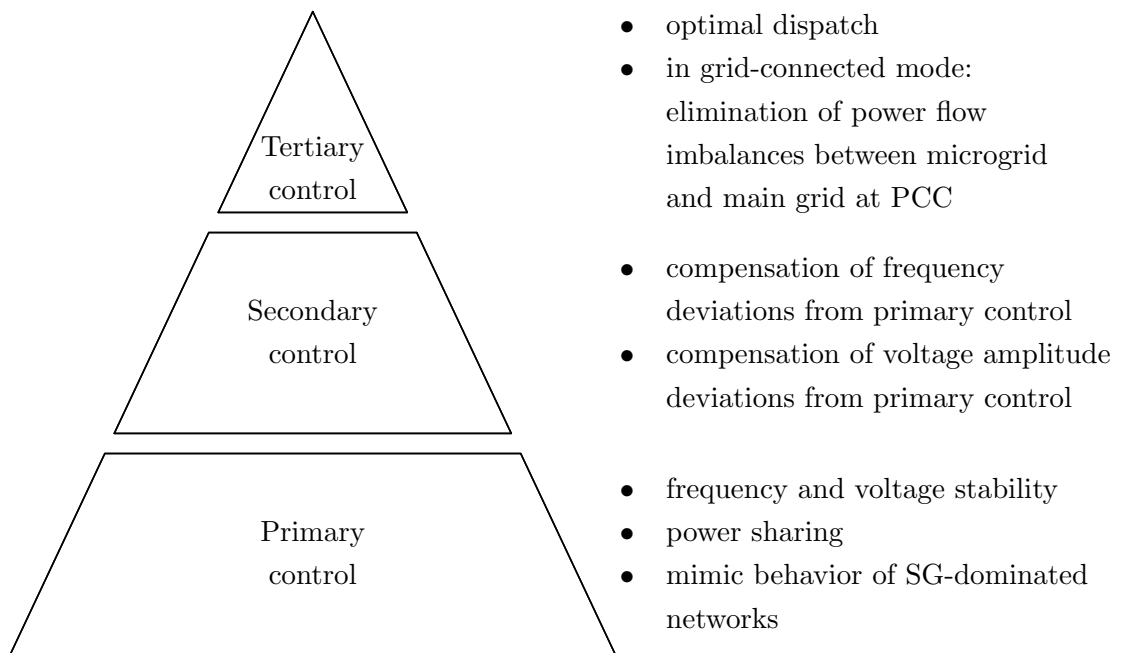 Tertiary
control
• optimal dispatch
• in grid-connected mode:
elimination of power flow
imbalances between microgrid
and main grid at PCC
Secondary
control
• compensation of frequency
deviations from primary control
• compensation of voltage amplitude
deviations from primary control
Primary
control
• frequency and voltage stability
• power sharing
• mimic behavior of SG-dominated
networks